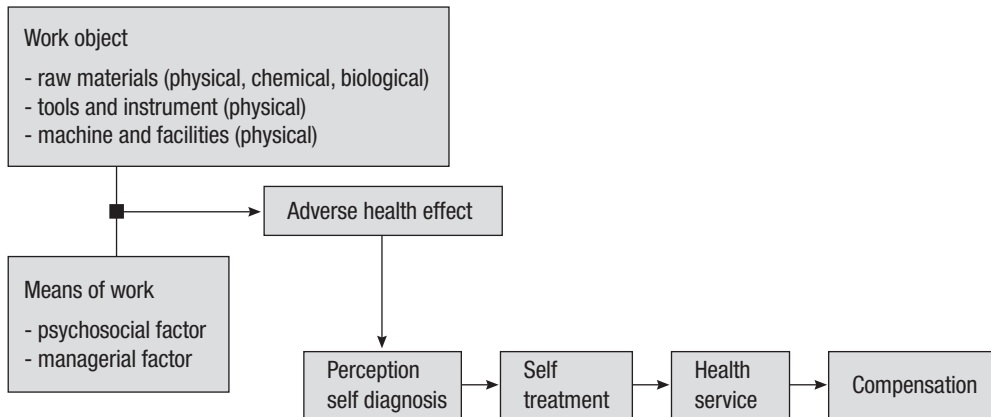 Work object
- raw materials (physical, chemical, biological)
- tools and instrument (physical)
- machine and facilities (physical)
Adverse health effect
Means of work
- psychosocial factor
- managerial factor
Perception
self diagnosis
Self
treatment
Health
service
Compensation